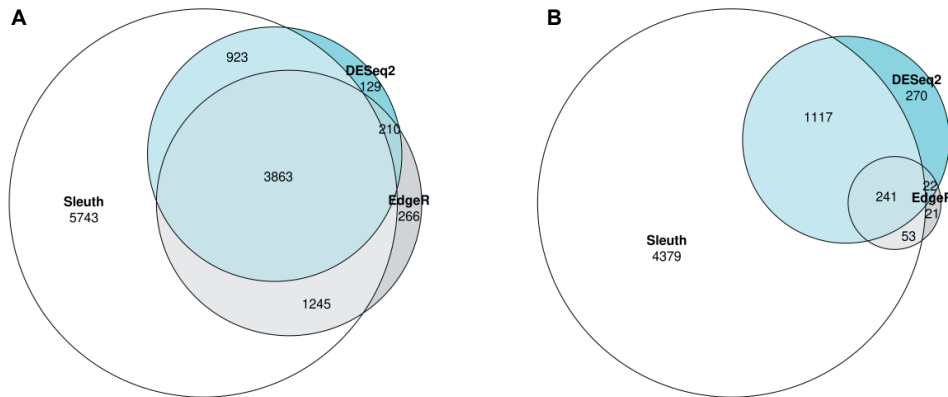 A
923
DESeq2
129
210
3863
Sleuth
5743
EdgeR
266
1245
B
DESeq2
270
1117
22
241
EdgeR
21
53
Sleuth
4379